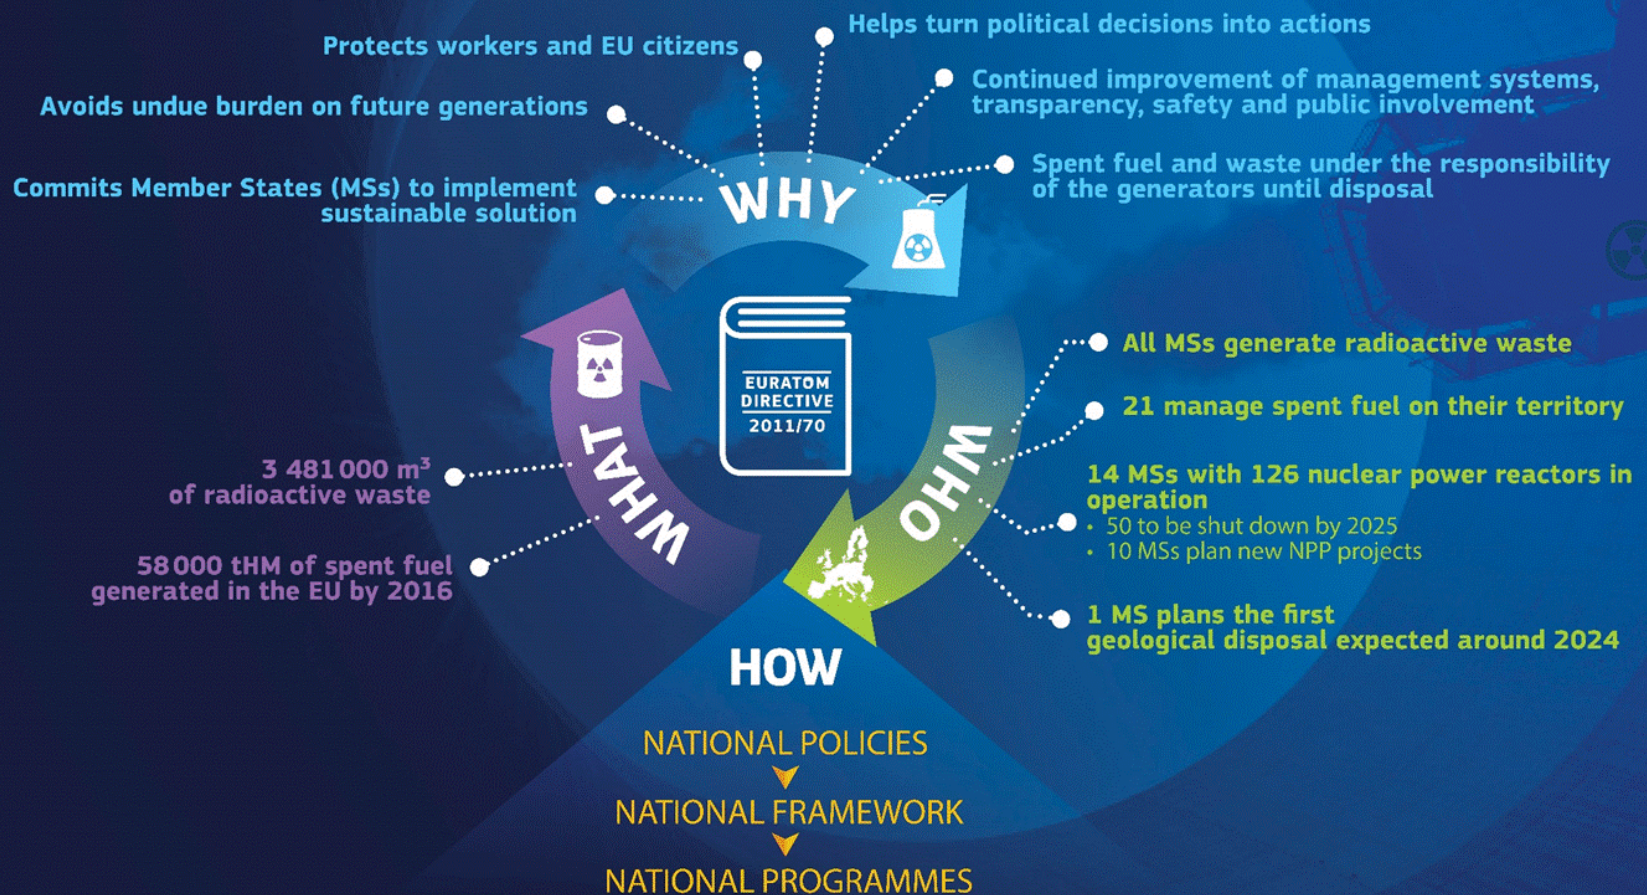 Helps turn political decisions into actions
Protects workers and EU citizens
Continued improvement of management systems,
transparency, safety and public involvement
Avoids undue burden on future generations
Spent fuel and waste under the responsibility
of the generators until disposal
Commits Member States (MSs) to implement
sustainable solution
WHY
EURATOM
DIRECTIVE
2011/70
All MSs generate radioactive waste
21 manage spent fuel on their territory
14 MSs with 126 nuclear power reactors in
operation
• 50 to be shut down by 2025
• 10 MSs plan new NPP projects
1 MS plans the first
geological disposal expected around 2024
WHO
WHAT
3 481 000 m³
of radioactive waste
58 000 tHM of spent fuel
generated in the EU by 2016
HOW
NATIONAL POLICIES
NATIONAL FRAMEWORK
NATIONAL PROGRAMMES